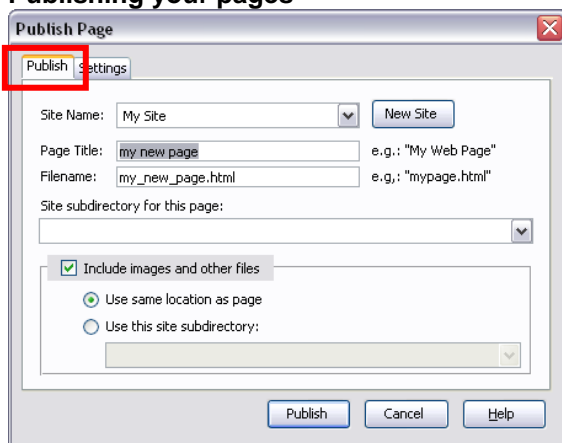 Publishing your pages
Publish Page
Publish Settings
Site Name: My Site New Site
Page Title: my new page e.g.: "My Web Page"
Filename: my_new_page.html e.g,: "mypage.html"
Site subdirectory for this page:
Include images and other files
Use same location as page
Use this site subdirectory:
Publish Cancel Help